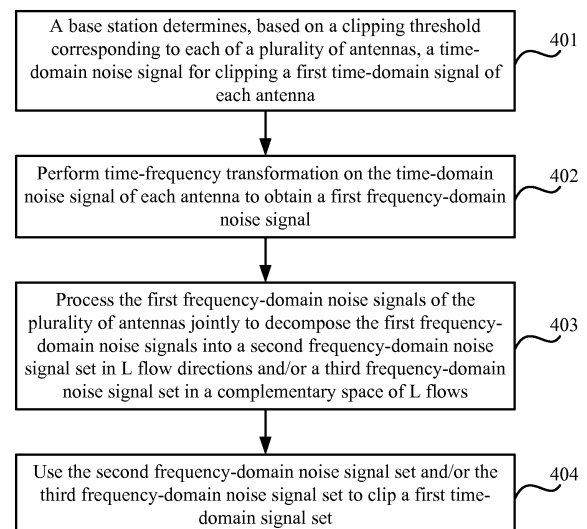 A base station determines, based on a clipping threshold
corresponding to each of a plurality of antennas, a time-
domain noise signal for clipping a first time-domain signal of
each antenna
401
Perform time-frequency transformation on the time-domain
noise signal of each antenna to obtain a first frequency-domain
noise signal
402
Process the first frequency-domain noise signals of the
plurality of antennas jointly to decompose the first frequency-
domain noise signals into a second frequency-domain noise
signal set in L flow directions and/or a third frequency-domain
noise signal set in a complementary space of L flows
403
Use the second frequency-domain noise signal set and/or the
third frequency-domain noise signal set to clip a first time-
domain signal set
404